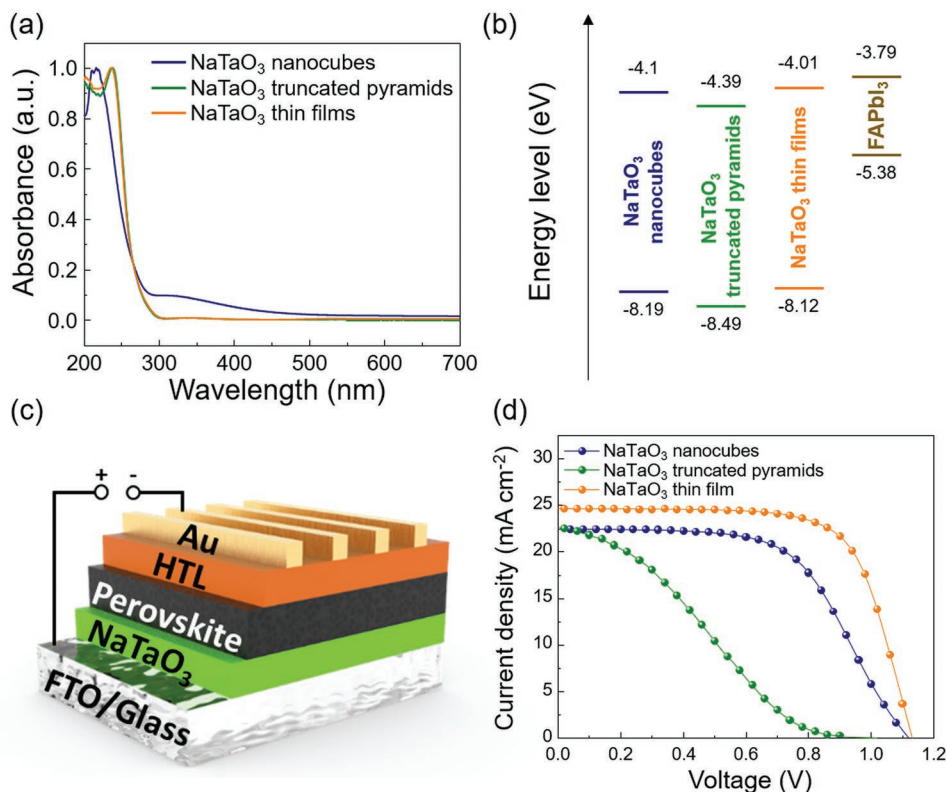 (a)
Absorbance (a.u.)
1.0
0.8
0.6
0.4
0.2
0.0
200 300 400 500 600 700
Wavelength (nm)
NaTaO₃ nanocubes
NaTaO₃ truncated pyramids
NaTaO₃ thin films
(b)
Energy level (eV)
-4.1
NaTaO₃
nanocubes
-8.19
-4.39
NaTaO₃
truncated pyramids
-8.49
-4.01
NaTaO₃ thin films
-8.12
-3.79
FAPbI₃
-5.38
(c)
+ -
Au
HTL
Perovskite
NaTaO₃
FTO/Glass
(d)
Current density (mA cm⁻²)
30
25
20
15
10
5
0
0.0 0.2 0.4 0.6 0.8 1.0 1.2
Voltage (V)
NaTaO₃ nanocubes
NaTaO₃ truncated pyramids
NaTaO₃ thin film